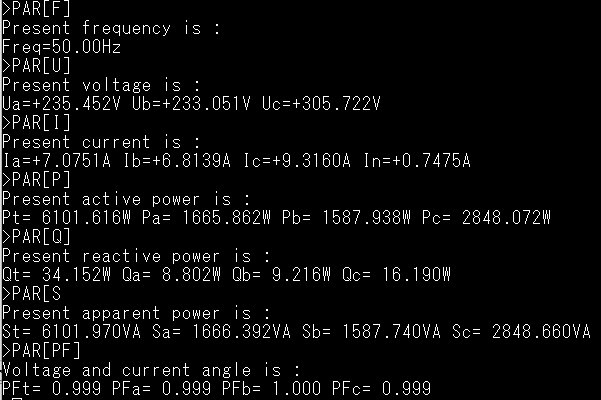 >PAR[F]
Present frequency is :
Freq=50.00Hz
>PAR[U]
Present voltage is :
Ua=+235.452V Ub=+233.051V Uc=+305.722V
>PAR[I]
Present current is :
Ia=+7.0751A Ib=+6.8139A Ic=+9.3160A In=+0.7475A
>PAR[P]
Present active power is :
Pt= 6101.616W Pa= 1665.862W Pb= 1587.938W Pc= 2848.072W
>PAR[Q]
Present reactive power is :
Qt= 34.152W Qa= 8.802W Qb= 9.216W Qc= 16.190W
>PAR[S
Present apparent power is :
St= 6101.970VA Sa= 1666.392VA Sb= 1587.740VA Sc= 2848.660VA
>PAR[PF]
Voltage and current angle is :
PFt= 0.999 PFa= 0.999 PFb= 1.000 PFc= 0.999